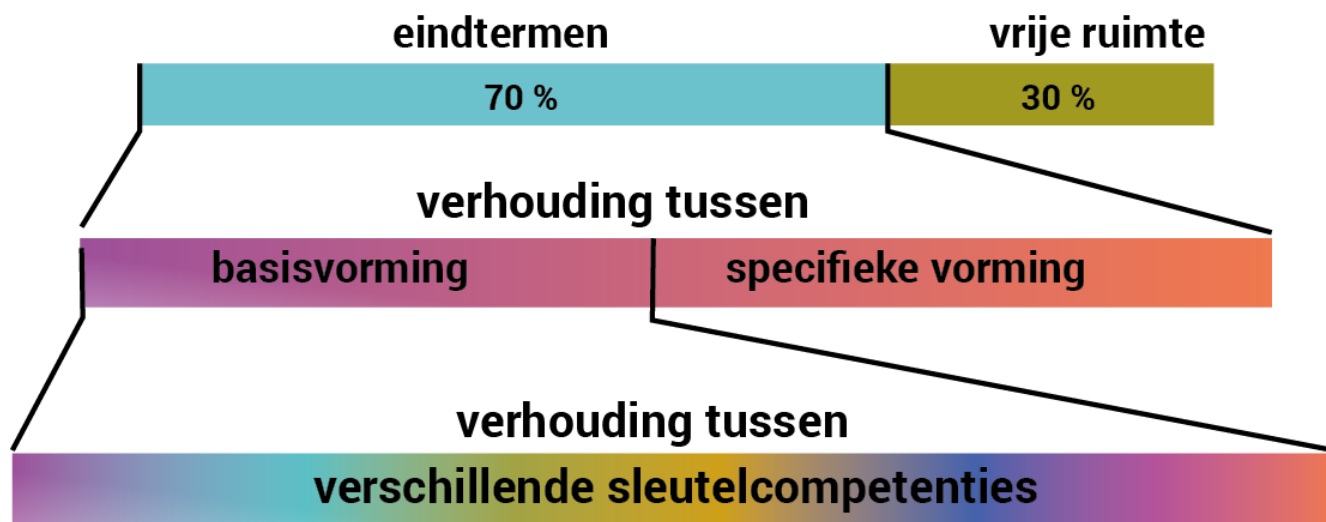 eindtermen vrije ruimte
70 % 30 %
verhouding tussen
basisvorming specifieke vorming
verhouding tussen
verschillende sleutelcompetenties